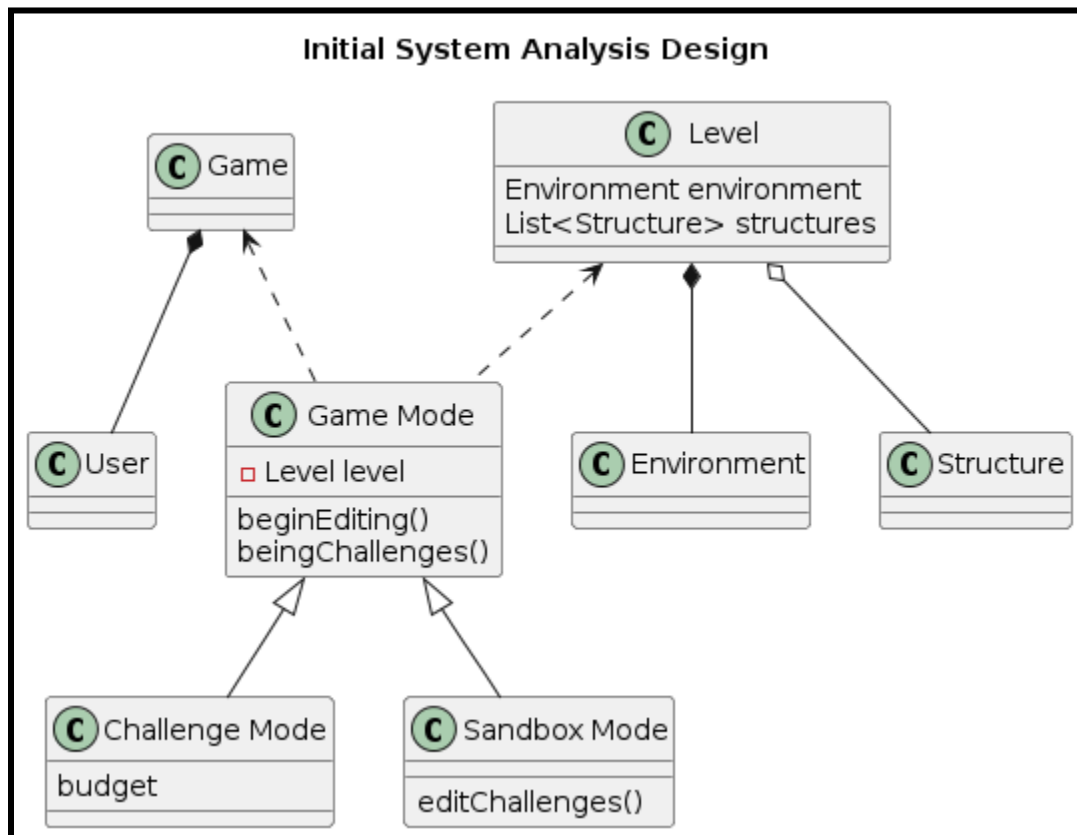 Initial System Analysis Design
C Game
C Level
Environment environment
List<Structure> structures
C User
C Game Mode
Level level
beginEditing()
beingChallenges()
C Environment
C Structure
C Challenge Mode
budget
C Sandbox Mode
editChallenges()